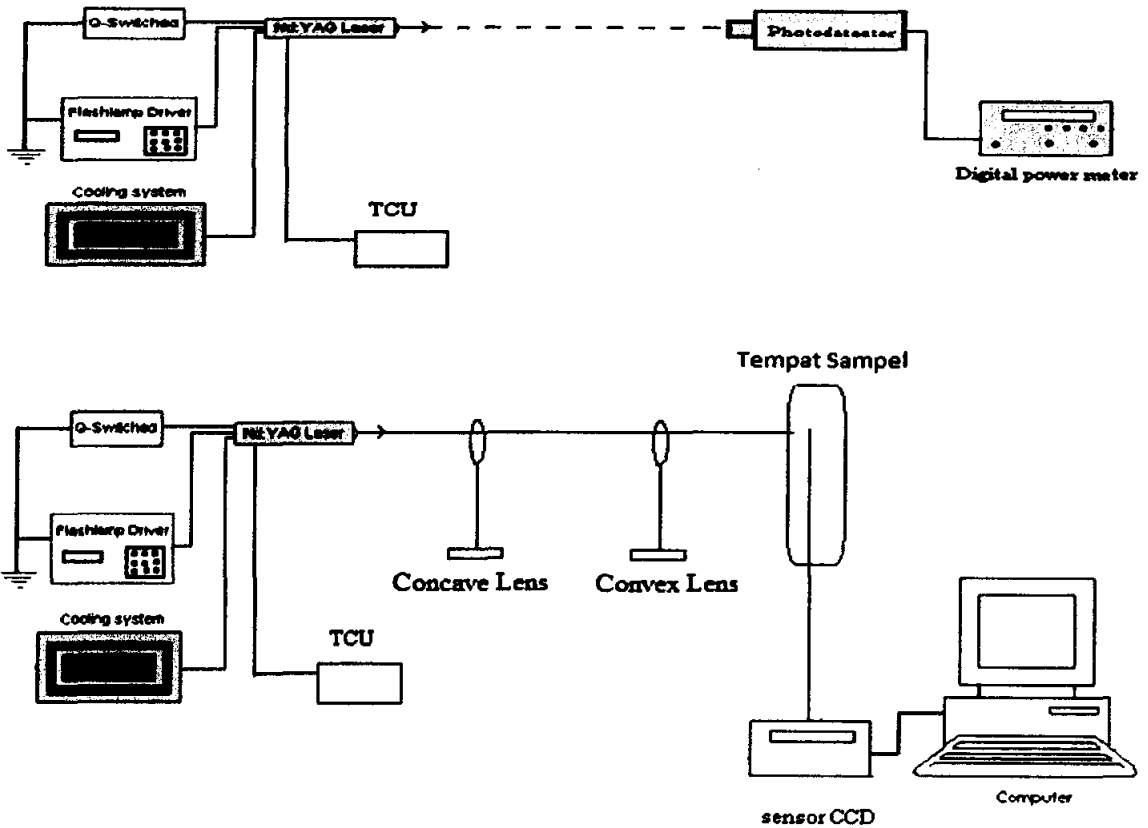 Q-Switched
Nd:YAG Laser
Photodetector
Flashlamp Driver
Digital power meter
Cooling system
TCU
Tempat Sampel
Q-Switched
Nd:YAG Laser
Flashlamp Driver
Concave Lens
Convex Lens
Cooling system
TCU
Computer
sensor CCD